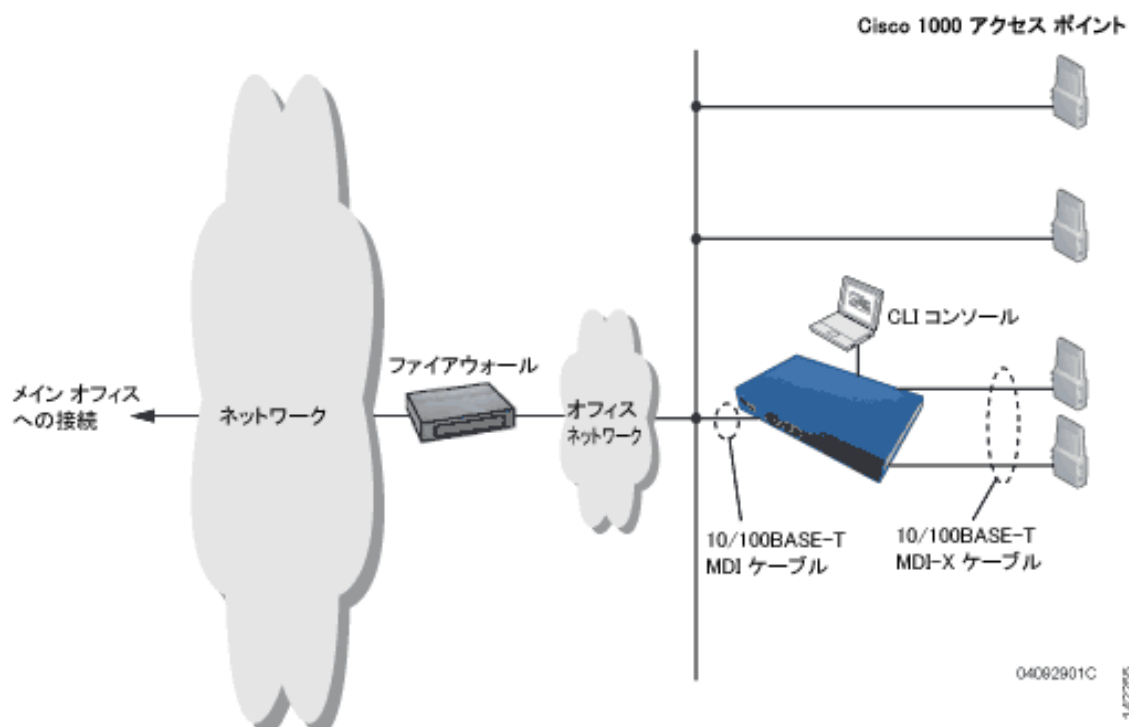 Cisco 1000 アクセス ポイント
CLI コンソール
ファイアウォール
メイン オフィス
への接続
ネットワーク
オフィス
ネットワーク
10/100BASE-T
MDI ケーブル
10/100BASE-T
MDI-X ケーブル
04092901C
142255